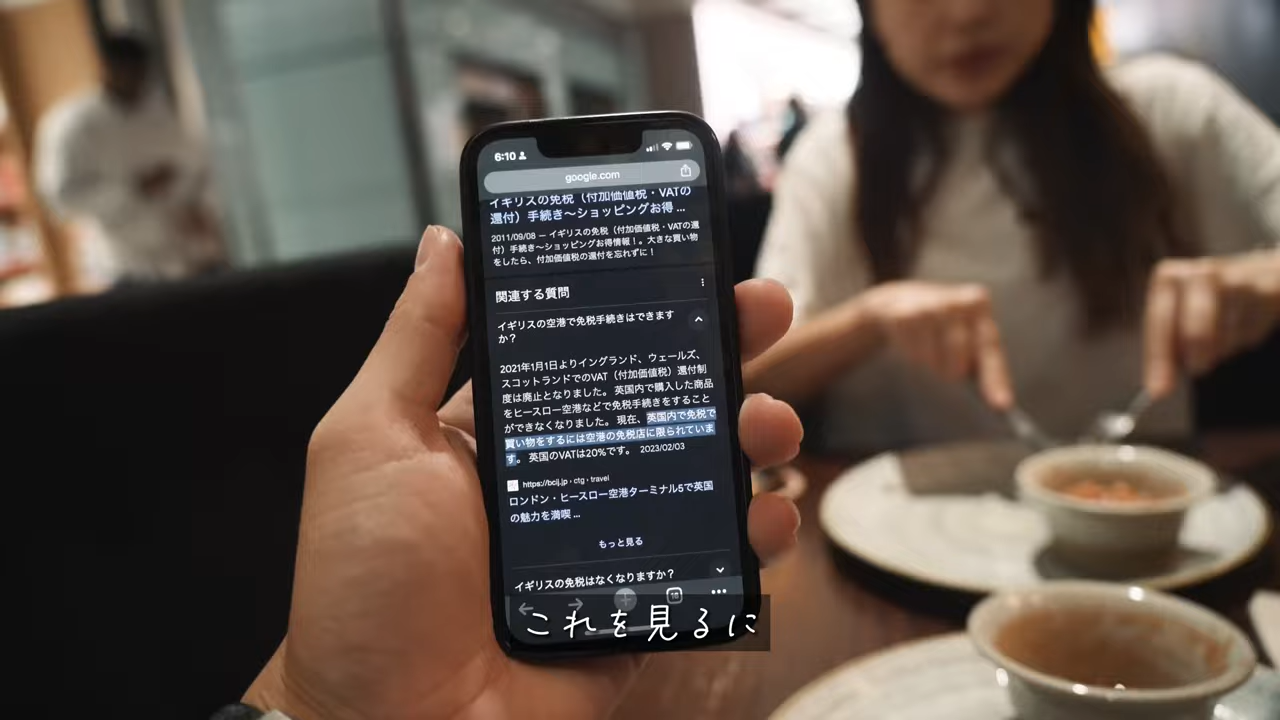 6:10
google.com
イギリスの免税（付加価値税・VATの
還付）手続き〜ショッピングお得 ...
2011/09/08 — イギリスの免税（付加価値税・VATの還
付）手続き〜ショッピングお得情報！。大きな買い物
をしたら、付加価値税の還付を忘れずに！
関連する質問
イギリスの空港で免税手続きはできます
か？
2021年1月1日よりイングランド、ウェールズ、
スコットランドでのVAT（付加価値税）還付制
度は廃止となりました。 英国内で購入した商品
をヒースロー空港などで免税手続きをすること
ができなくなりました。 現在、英国内で免税で
買い物をするには空港の免税店に限られていま
す。 英国のVATは20%です。 2023/02/03
https://bcij.jp › ctg › travel
ロンドン・ヒースロー空港ターミナル5で英国
の魅力を満喫 ...
もっと見る
イギリスの免税はなくなりますか？
これを見るに